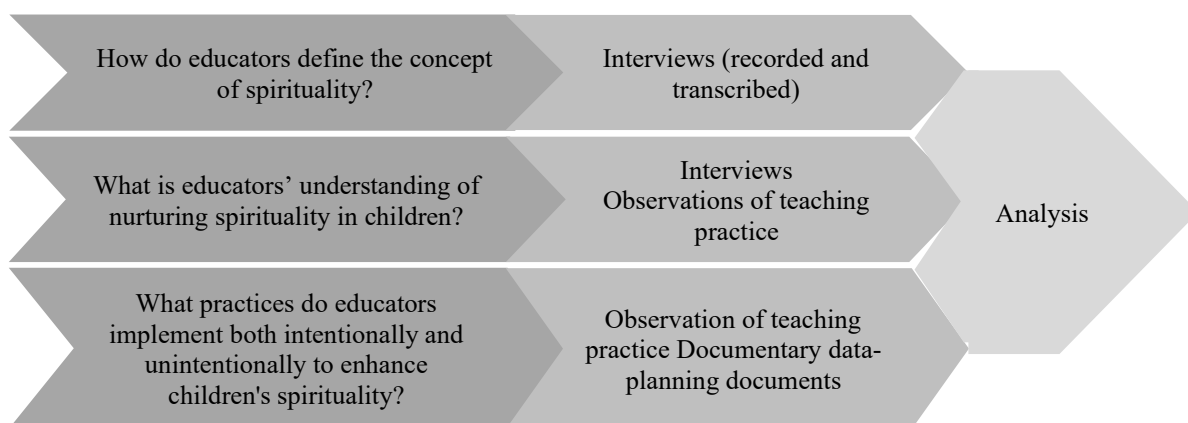 How do educators define the concept
of spirituality?
Interviews (recorded and
transcribed)
What is educators’ understanding of
nurturing spirituality in children?
Interviews
Observations of teaching
practice
What practices do educators
implement both intentionally and
unintentionally to enhance
children's spirituality?
Observation of teaching
practice Documentary data-
planning documents
Analysis